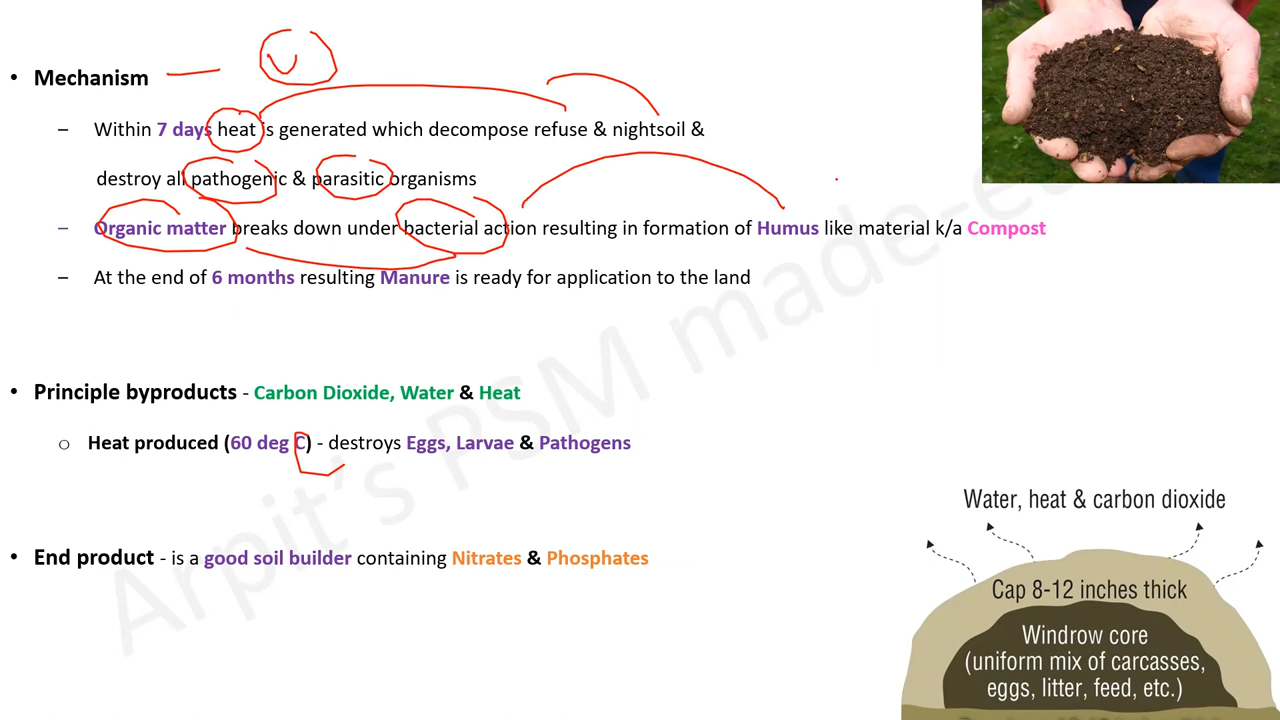 • Mechanism
– Within 7 days heat is generated which decompose refuse & nightsoil &
destroy all pathogenic & parasitic organisms
– Organic matter breaks down under bacterial action resulting in formation of Humus like material k/a Compost
– At the end of 6 months resulting Manure is ready for application to the land
• Principle byproducts - Carbon Dioxide, Water & Heat
o Heat produced (60 deg C) - destroys Eggs, Larvae & Pathogens
• End product - is a good soil builder containing Nitrates & Phosphates
Water, heat & carbon dioxide
Cap 8-12 inches thick
Windrow core
(uniform mix of carcasses,
eggs, litter, feed, etc.)
Arpit's PSM made-e